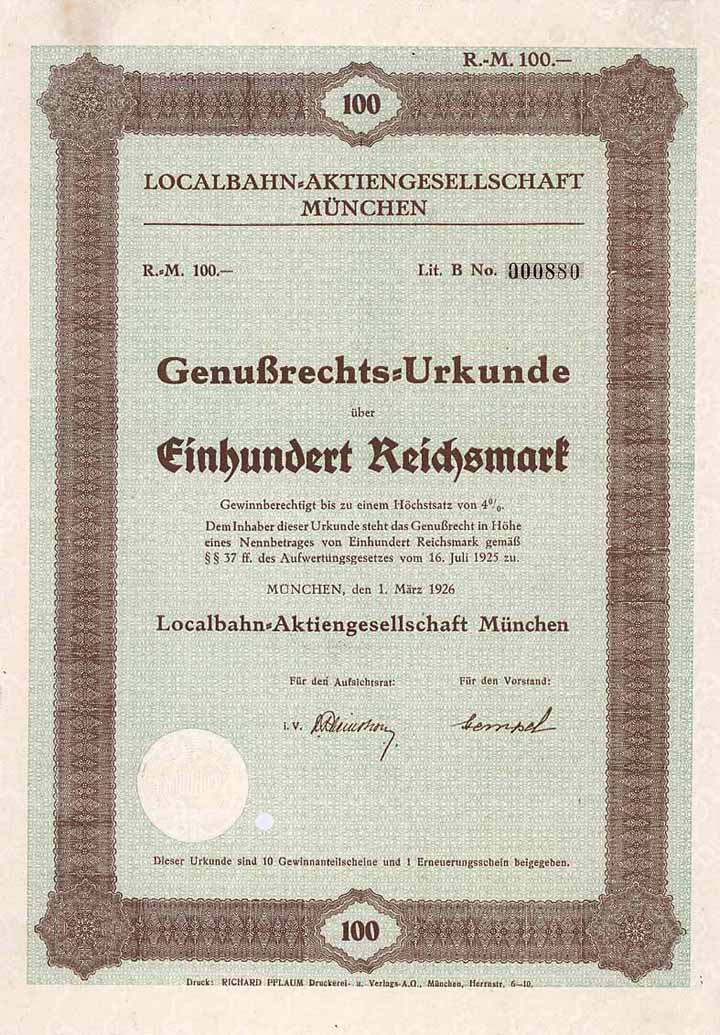 R.-M. 100.—
100
LOCALBAHN=AKTIENGESELLSCHAFT
MÜNCHEN
R.=M. 100.— Lit. B No. 000880
Genußrechts=Urkunde
über
Einhundert Reichsmark
Gewinnberechtigt bis zu einem Höchstsatz von 4%.
Dem Inhaber dieser Urkunde steht das Genußrecht in Höhe
eines Nennbetrages von Einhundert Reichsmark gemäß
§§ 37 ff. des Aufwertungsgesetzes vom 16. Juli 1925 zu.
MÜNCHEN, den 1. März 1926
Localbahn=Aktiengesellschaft München
Für den Aufsichtsrat: Für den Vorstand:
i. V.
Dieser Urkunde sind 10 Gewinnanteilscheine und 1 Erneuerungsschein beigegeben.
100
Druck: RICHARD PFLAUM Druckerei- u. Verlags-A.G., München, Herrnstr. 6—10.